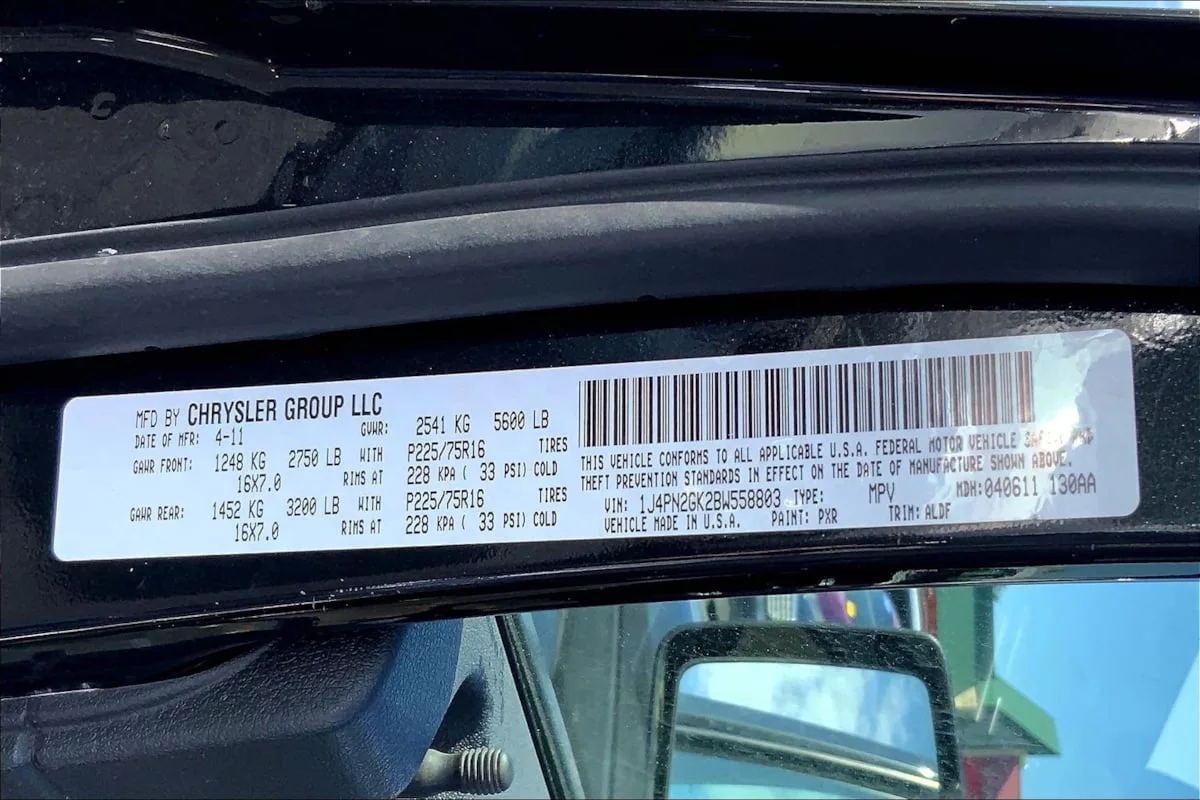 MFD BY CHRYSLER GROUP LLC
DATE OF MFR: 4-11 GVWR: 2541 KG 5600 LB
GAWR FRONT: 1248 KG 2750 LB WITH P225/75R16 TIRES
16X7.0 RIMS AT 228 KPA ( 33 PSI) COLD
GAWR REAR: 1452 KG 3200 LB WITH P225/75R16 TIRES
16X7.0 RIMS AT 228 KPA ( 33 PSI) COLD
THIS VEHICLE CONFORMS TO ALL APPLICABLE U.S.A. FEDERAL MOTOR VEHICLE
THEFT PREVENTION STANDARDS IN EFFECT ON THE DATE OF MANUFACTURE SHOWN ABOVE.
VIN: 1J4PN2GK2BW558803 TYPE: MPV MDH: 040611 130AA
VEHICLE MADE IN U.S.A. PAINT: PXR TRIM: ALDF